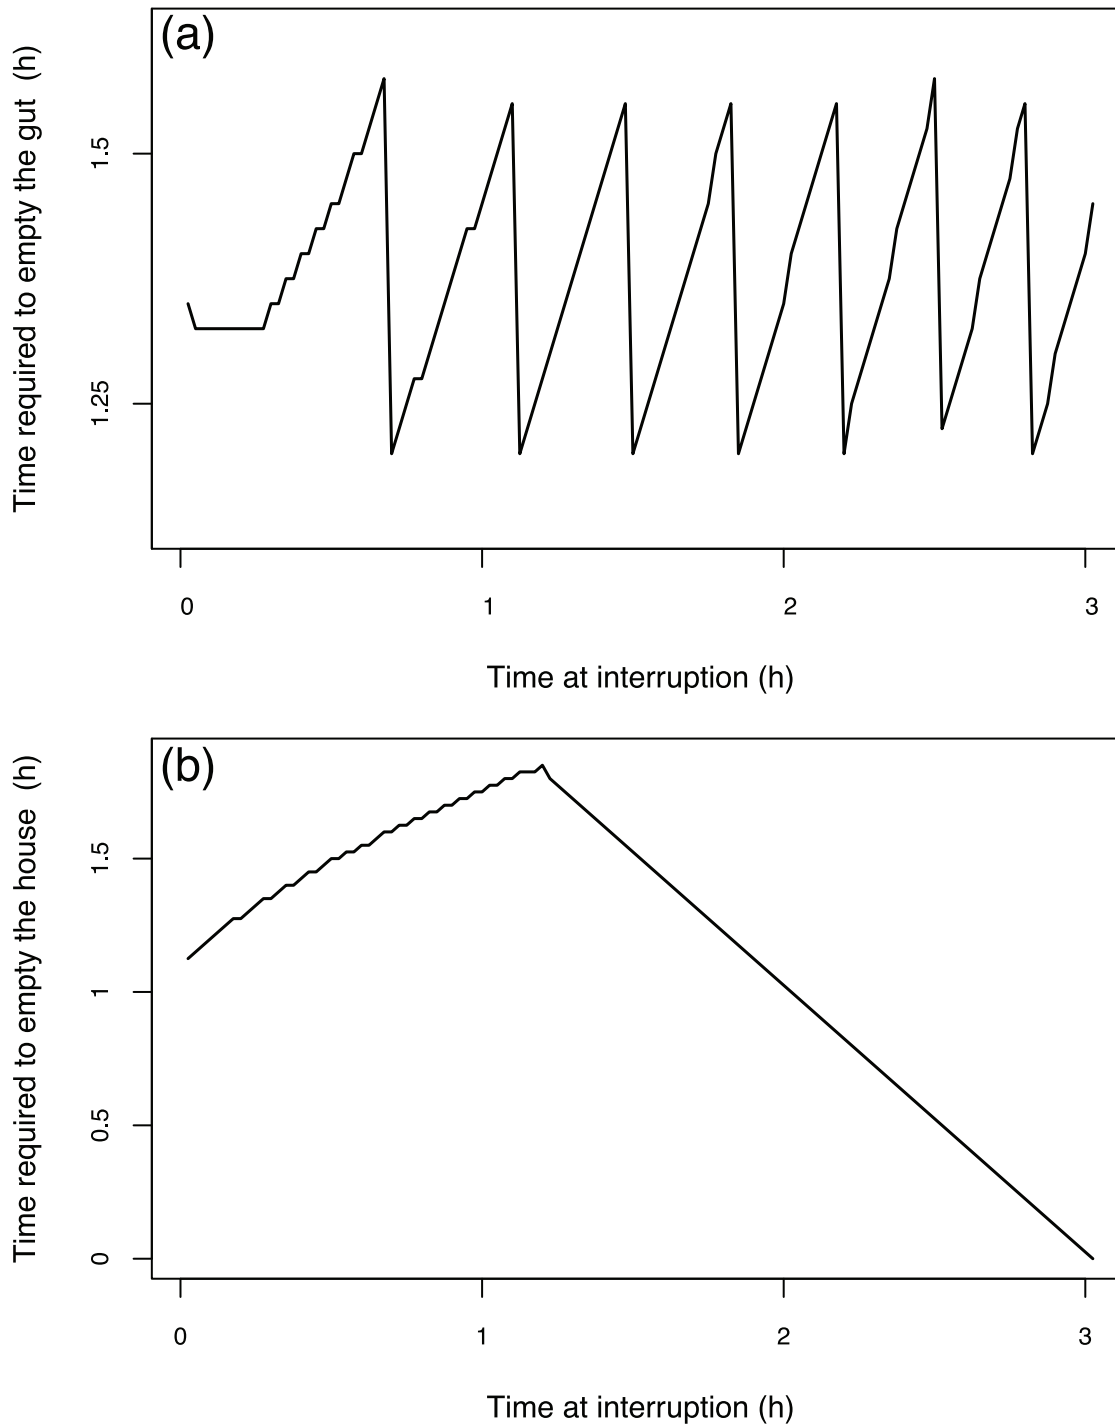 (a)
Time required to empty the gut (h)
1.5
1.25
0 1 2 3
Time at interruption (h)
(b)
Time required to empty the house (h)
1.5
1
0.5
0
0 1 2 3
Time at interruption (h)